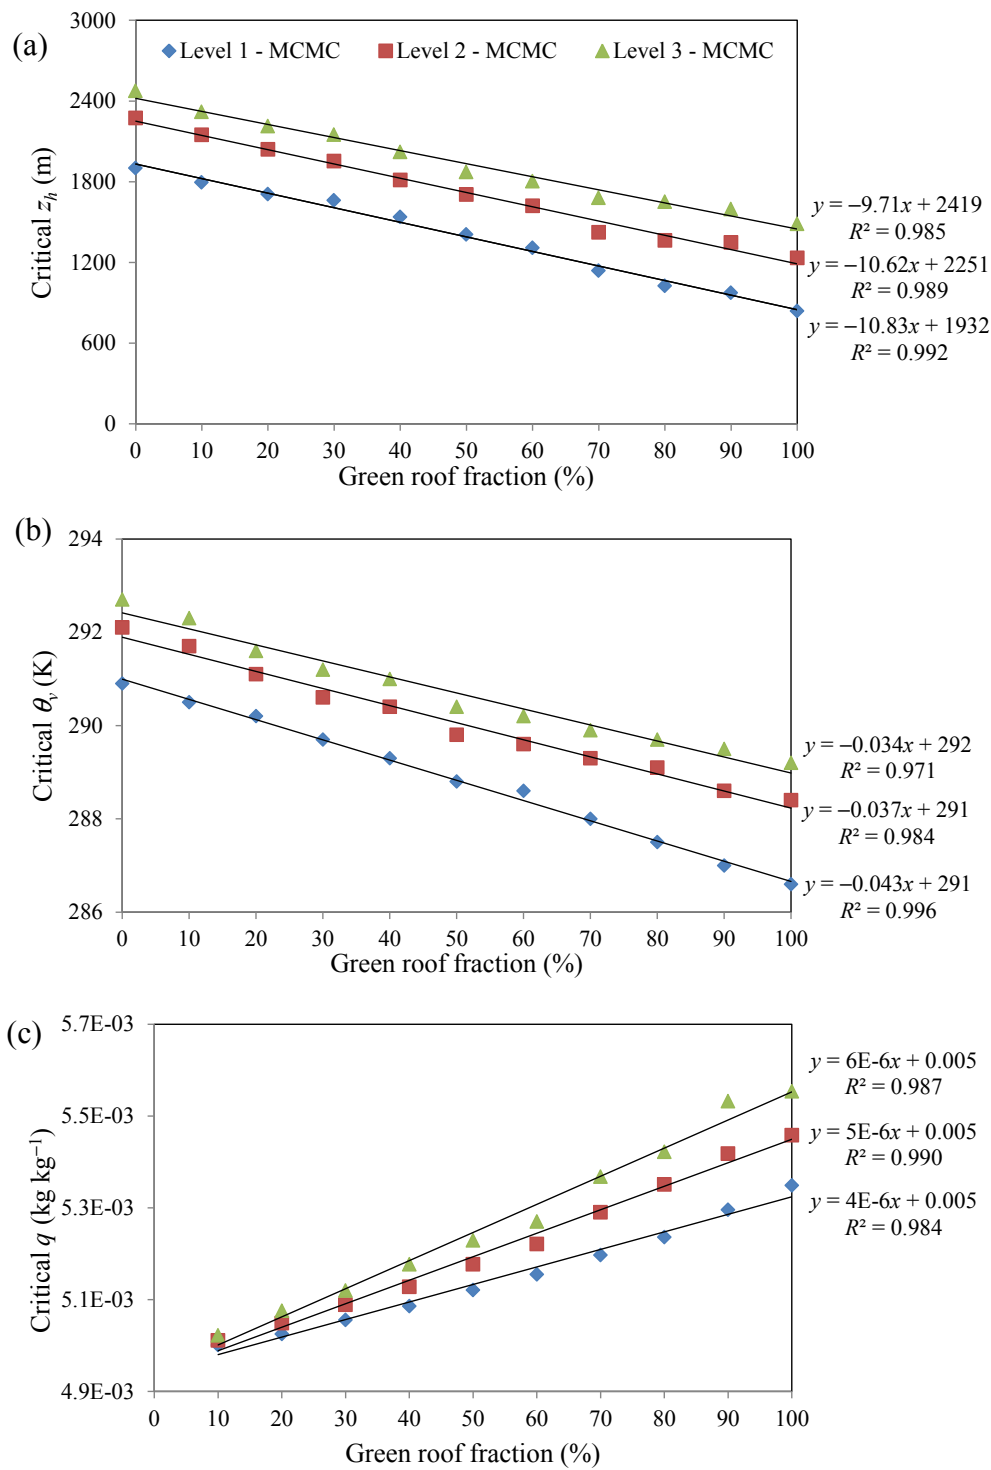 (a)
3000
2400
1800
1200
600
0
Critical z_h (m)
Level 1 - MCMC Level 2 - MCMC Level 3 - MCMC
y = −9.71x + 2419
R² = 0.985
y = −10.62x + 2251
R² = 0.989
y = −10.83x + 1932
R² = 0.992
0 10 20 30 40 50 60 70 80 90 100
Green roof fraction (%)
(b)
294
292
290
288
286
Critical θ_v (K)
y = −0.034x + 292
R² = 0.971
y = −0.037x + 291
R² = 0.984
y = −0.043x + 291
R² = 0.996
0 10 20 30 40 50 60 70 80 90 100
Green roof fraction (%)
(c)
5.7E-03
5.5E-03
5.3E-03
5.1E-03
4.9E-03
Critical q (kg kg⁻¹)
y = 6E-6x + 0.005
R² = 0.987
y = 5E-6x + 0.005
R² = 0.990
y = 4E-6x + 0.005
R² = 0.984
0 10 20 30 40 50 60 70 80 90 100
Green roof fraction (%)